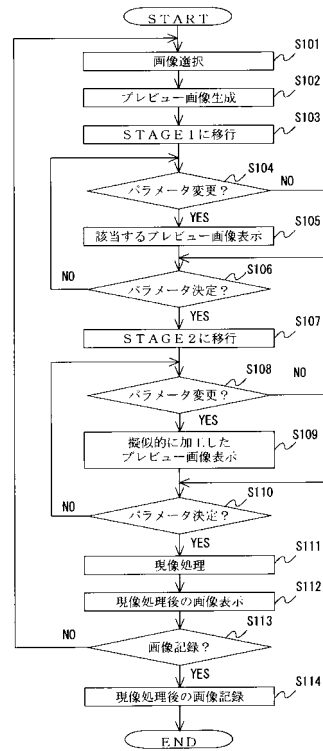 START
S101
画像選択
S102
プレビュー画像生成
S103
STAGE1に移行
S104
パラメータ変更？
NO
YES
S105
該当するプレビュー画像表示
S106
NO
パラメータ決定？
YES
S107
STAGE2に移行
S108
パラメータ変更？
NO
YES
S109
擬似的に加工した
プレビュー画像表示
S110
NO
パラメータ決定？
YES
S111
現像処理
S112
現像処理後の画像表示
S113
NO
画像記録？
YES
S114
現像処理後の画像記録
END